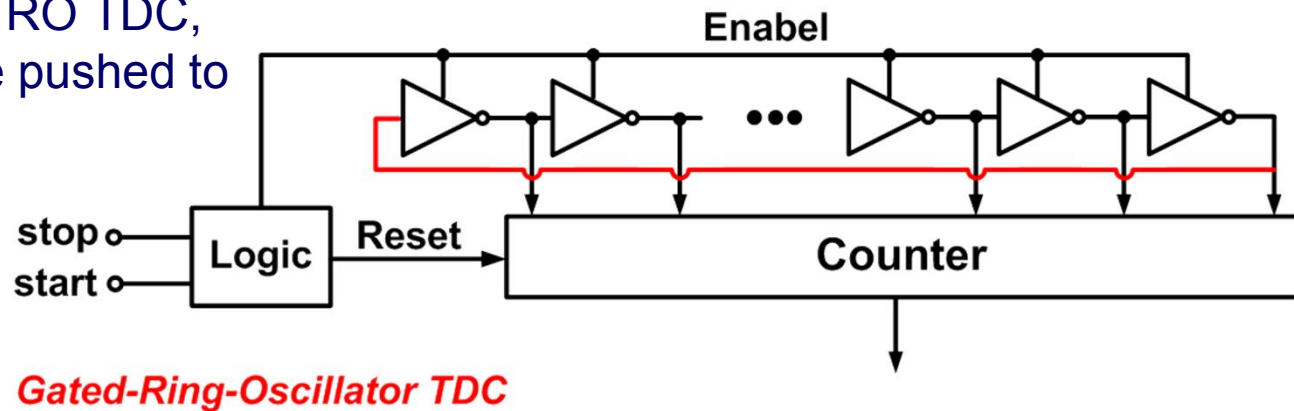 RO TDC,
e pushed to
Enabel
stop
start
Logic
Reset
Counter
Gated-Ring-Oscillator TDC